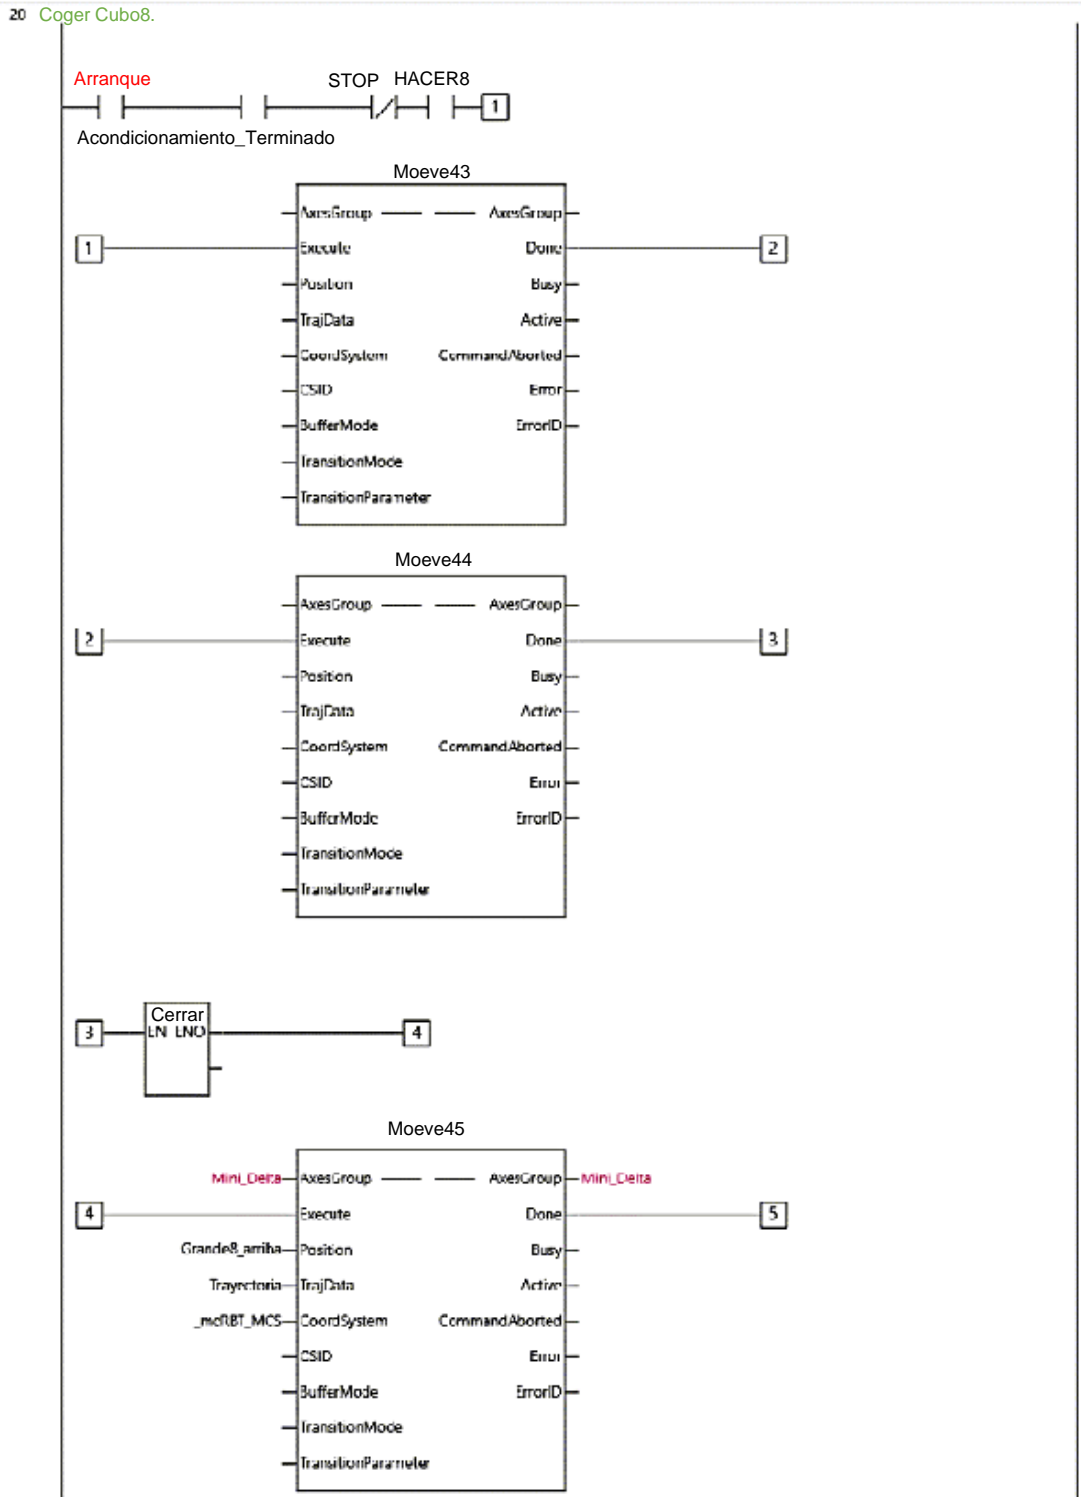 20 Coger Cubo8.
Arranque
STOP HACER8
1
Acondicionamiento_Terminado
Moeve43
AxesGroup AxesGroup
1 Execute Done 2
Position Busy
TrajData Active
CoordSystem CommandAborted
CSID Error
BufferMode ErrorID
TransitionMode
TransitionParameter
Moeve44
AxesGroup AxesGroup
2 Execute Done 3
Position Busy
TrajData Active
CoordSystem CommandAborted
CSID Error
BufferMode ErrorID
TransitionMode
TransitionParameter
Cerrar
3 EN ENO 4
Moeve45
Mini_Delta AxesGroup AxesGroup Mini_Delta
4 Execute Done 5
Grande8_arriba Position Busy
Trayectoria TrajData Active
_mcRBT_MCS CoordSystem CommandAborted
CSID Error
BufferMode ErrorID
TransitionMode
TransitionParameter